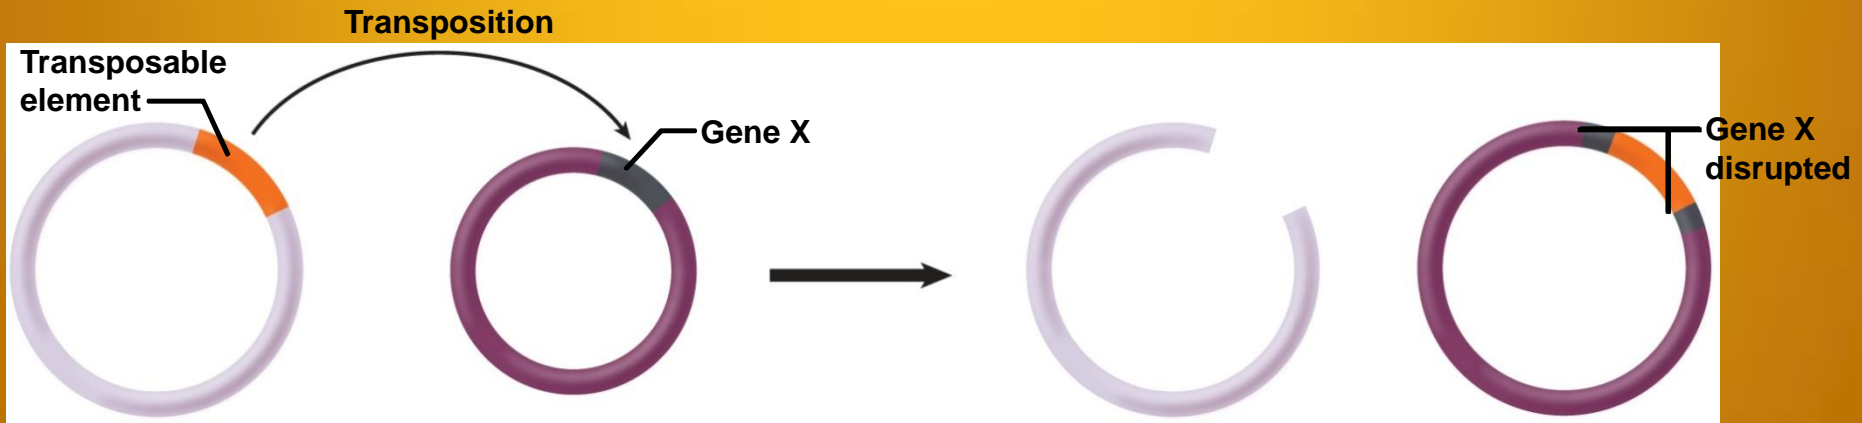 Transposition
Transposable
element
Gene X
Gene X
disrupted